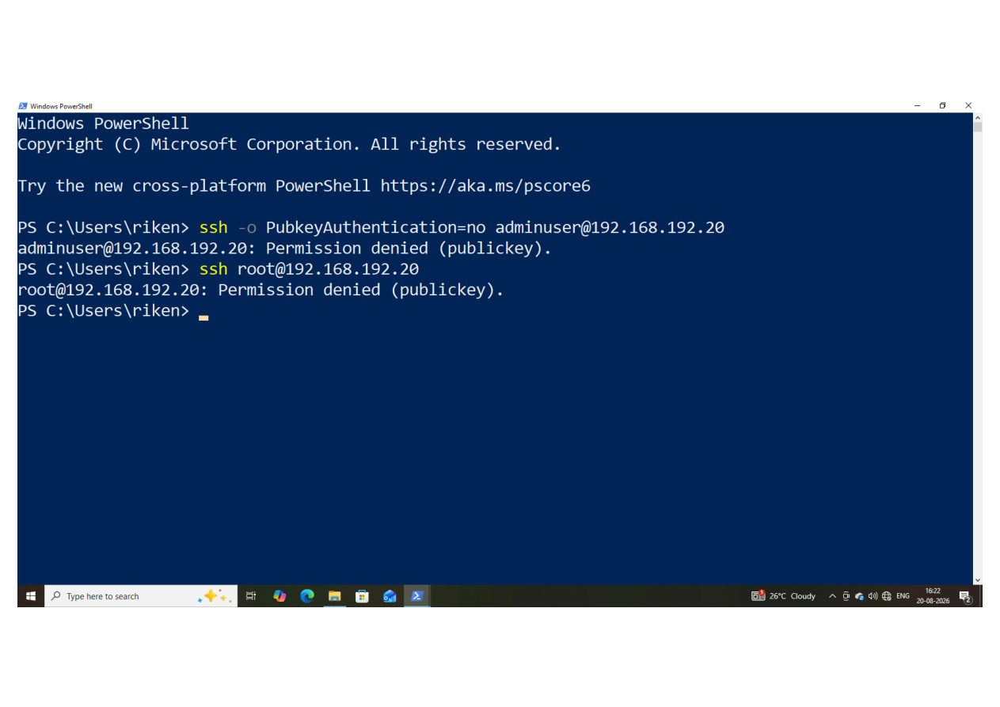 Windows PowerShell
Windows PowerShell
Copyright (C) Microsoft Corporation. All rights reserved.
Try the new cross-platform PowerShell https://aka.ms/pscore6
PS C:\Users\riken> ssh -o PubkeyAuthentication=no adminuser@192.168.192.20
adminuser@192.168.192.20: Permission denied (publickey).
PS C:\Users\riken> ssh root@192.168.192.20
root@192.168.192.20: Permission denied (publickey).
PS C:\Users\riken>
Type here to search
26°C Cloudy
ENG
16:22
20-08-2026
2